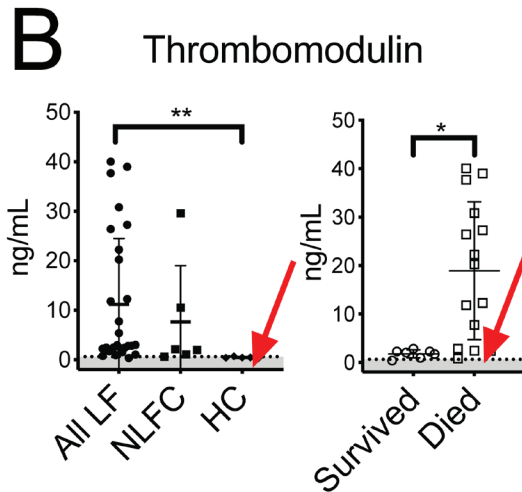 B
Thrombomodulin
**
50
40
30
20
10
0
ng/mL
All LF
NLFC
HC
*
50
40
30
20
10
0
ng/mL
Survived
Died